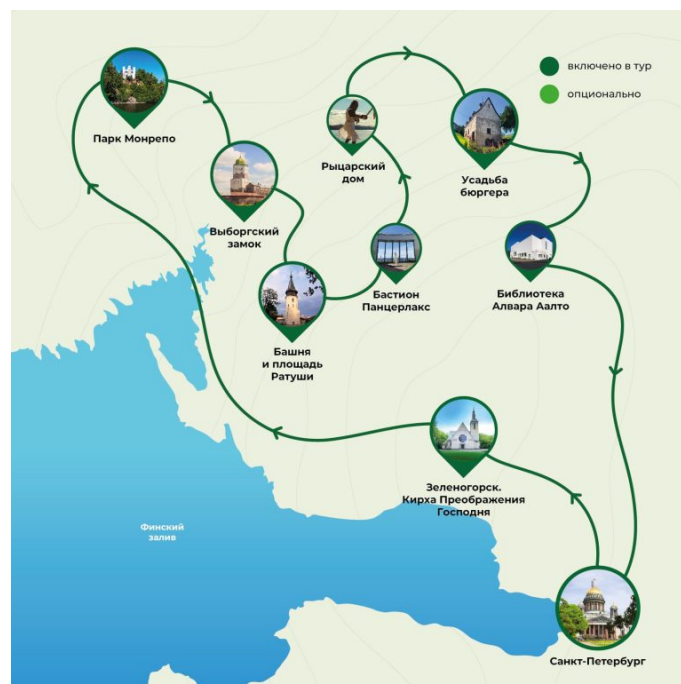 включено в тур
опционально
Парк Монрепо
Рыцарский
дом
Усадьба
бюргера
Выборгский
замок
Бастион
Панцерлакс
Библиотека
Алвара Аалто
Башня
и площадь
Ратуши
Зеленогорск.
Кирха Преображения
Господня
Финский
залив
Санкт-Петербург